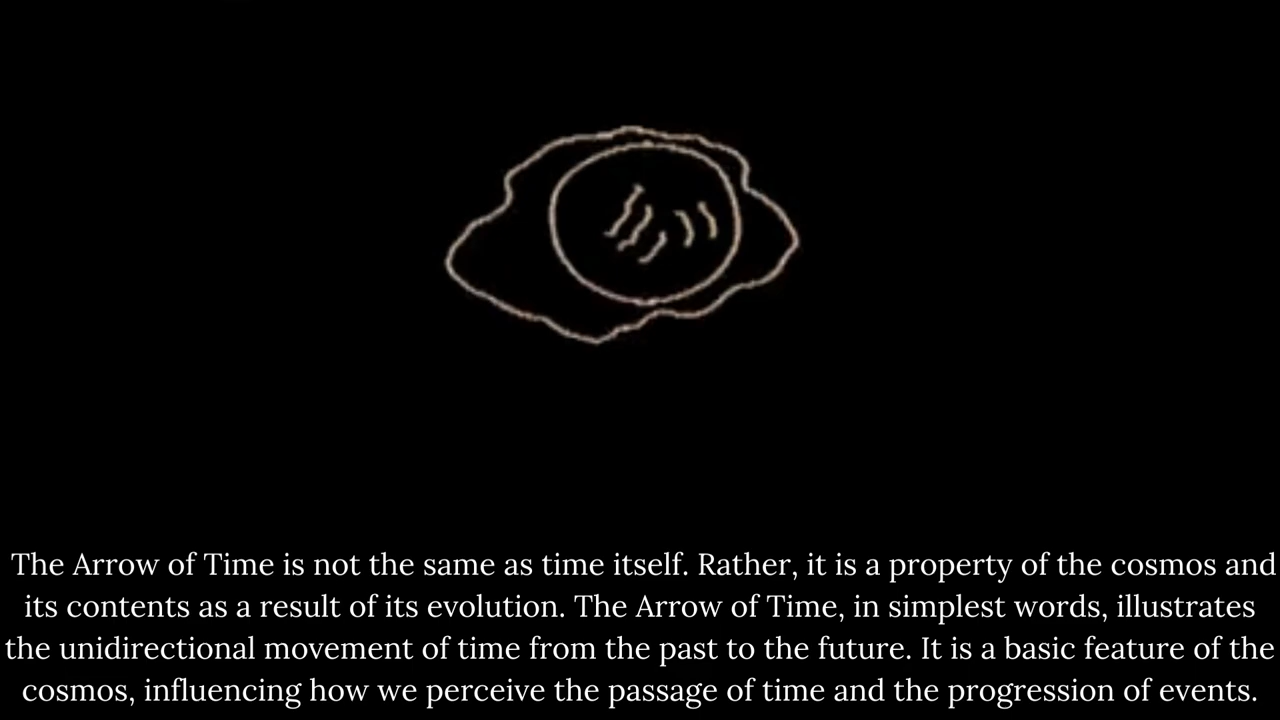 The Arrow of Time is not the same as time itself. Rather, it is a property of the cosmos and
its contents as a result of its evolution. The Arrow of Time, in simplest words, illustrates
the unidirectional movement of time from the past to the future. It is a basic feature of the
cosmos, influencing how we perceive the passage of time and the progression of events.